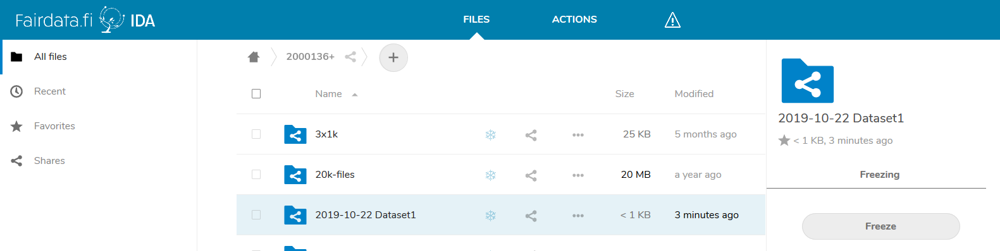 Fairdata.fi IDA
FILES ACTIONS
All files
Recent
Favorites
Shares
2000136+ +
Name Size Modified
3x1k 25 KB 5 months ago
20k-files 20 MB a year ago
2019-10-22 Dataset1 < 1 KB 3 minutes ago
2019-10-22 Dataset1
< 1 KB, 3 minutes ago
Freezing
Freeze